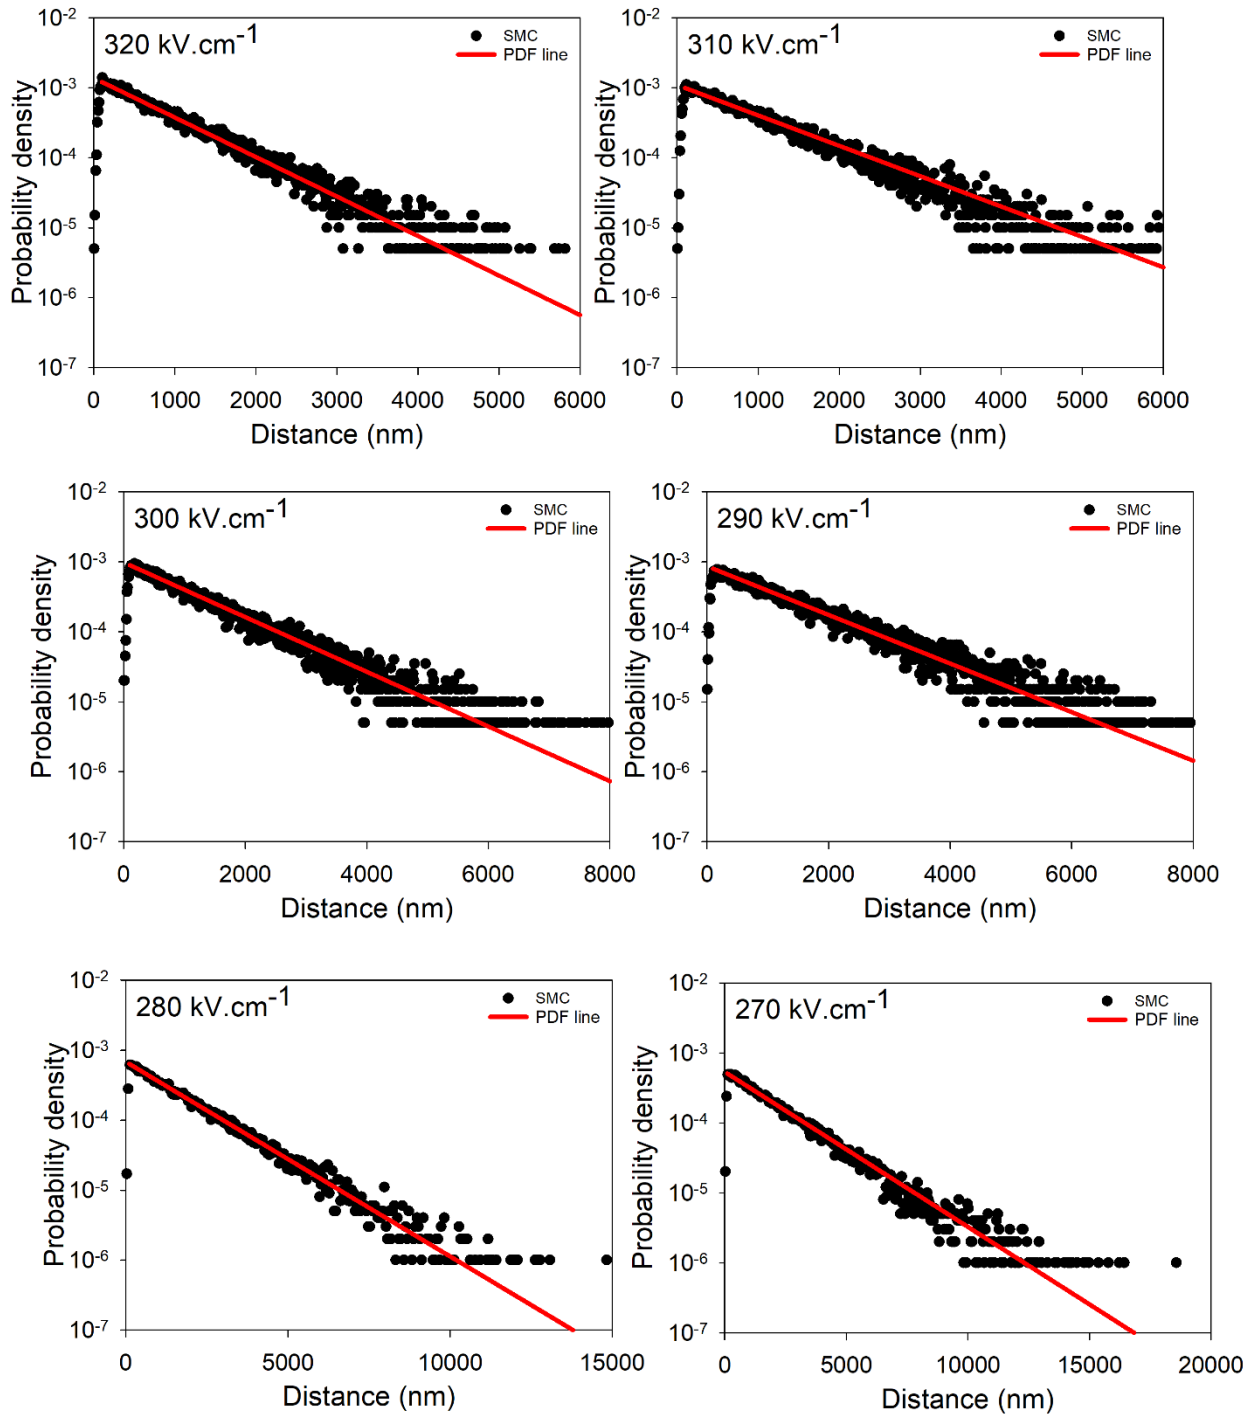 320 kV.cm-1
SMC
PDF line
Probability density
10-2
10-3
10-4
10-5
10-6
10-7
0 1000 2000 3000 4000 5000 6000
Distance (nm)
310 kV.cm-1
SMC
PDF line
Probability density
10-2
10-3
10-4
10-5
10-6
10-7
0 1000 2000 3000 4000 5000 6000
Distance (nm)
300 kV.cm-1
SMC
PDF line
Probability density
10-2
10-3
10-4
10-5
10-6
10-7
0 2000 4000 6000 8000
Distance (nm)
290 kV.cm-1
SMC
PDF line
Probability density
10-2
10-3
10-4
10-5
10-6
10-7
0 2000 4000 6000 8000
Distance (nm)
280 kV.cm-1
SMC
PDF line
Probability density
10-2
10-3
10-4
10-5
10-6
10-7
0 5000 10000 15000
Distance (nm)
270 kV.cm-1
SMC
PDF line
Probability density
10-2
10-3
10-4
10-5
10-6
10-7
0 5000 10000 15000 20000
Distance (nm)